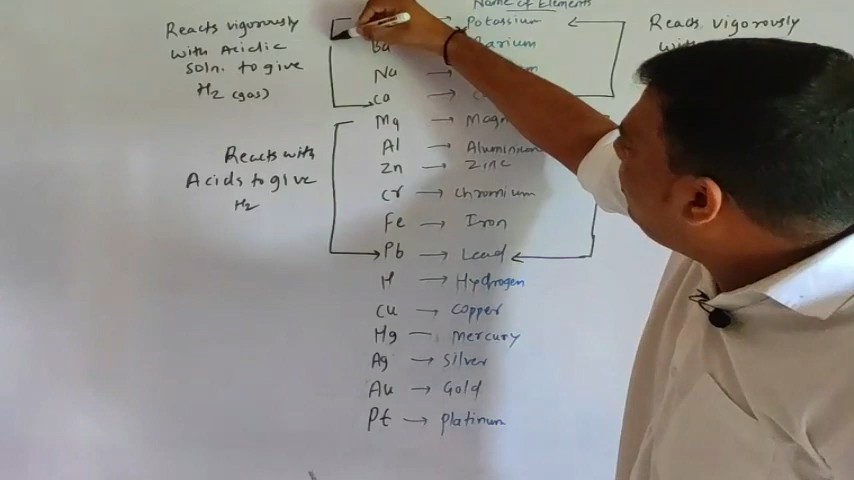 Name of Elements
Reacts vigorously
with Acidic
soln. to give
H2 (gas)
Reacts with
Acids to give
H2
→ Potassium
Ba
Barium
Na →
Ca →
Mg →
Al → Aluminium
Zn → Zinc
Cr → Chromium
Fe → Iron
Pb → Lead
H → Hydrogen
Cu → Copper
Hg — Mercury
Ag → Silver
Au → Gold
Pt → Platinum
Reacts vigorously